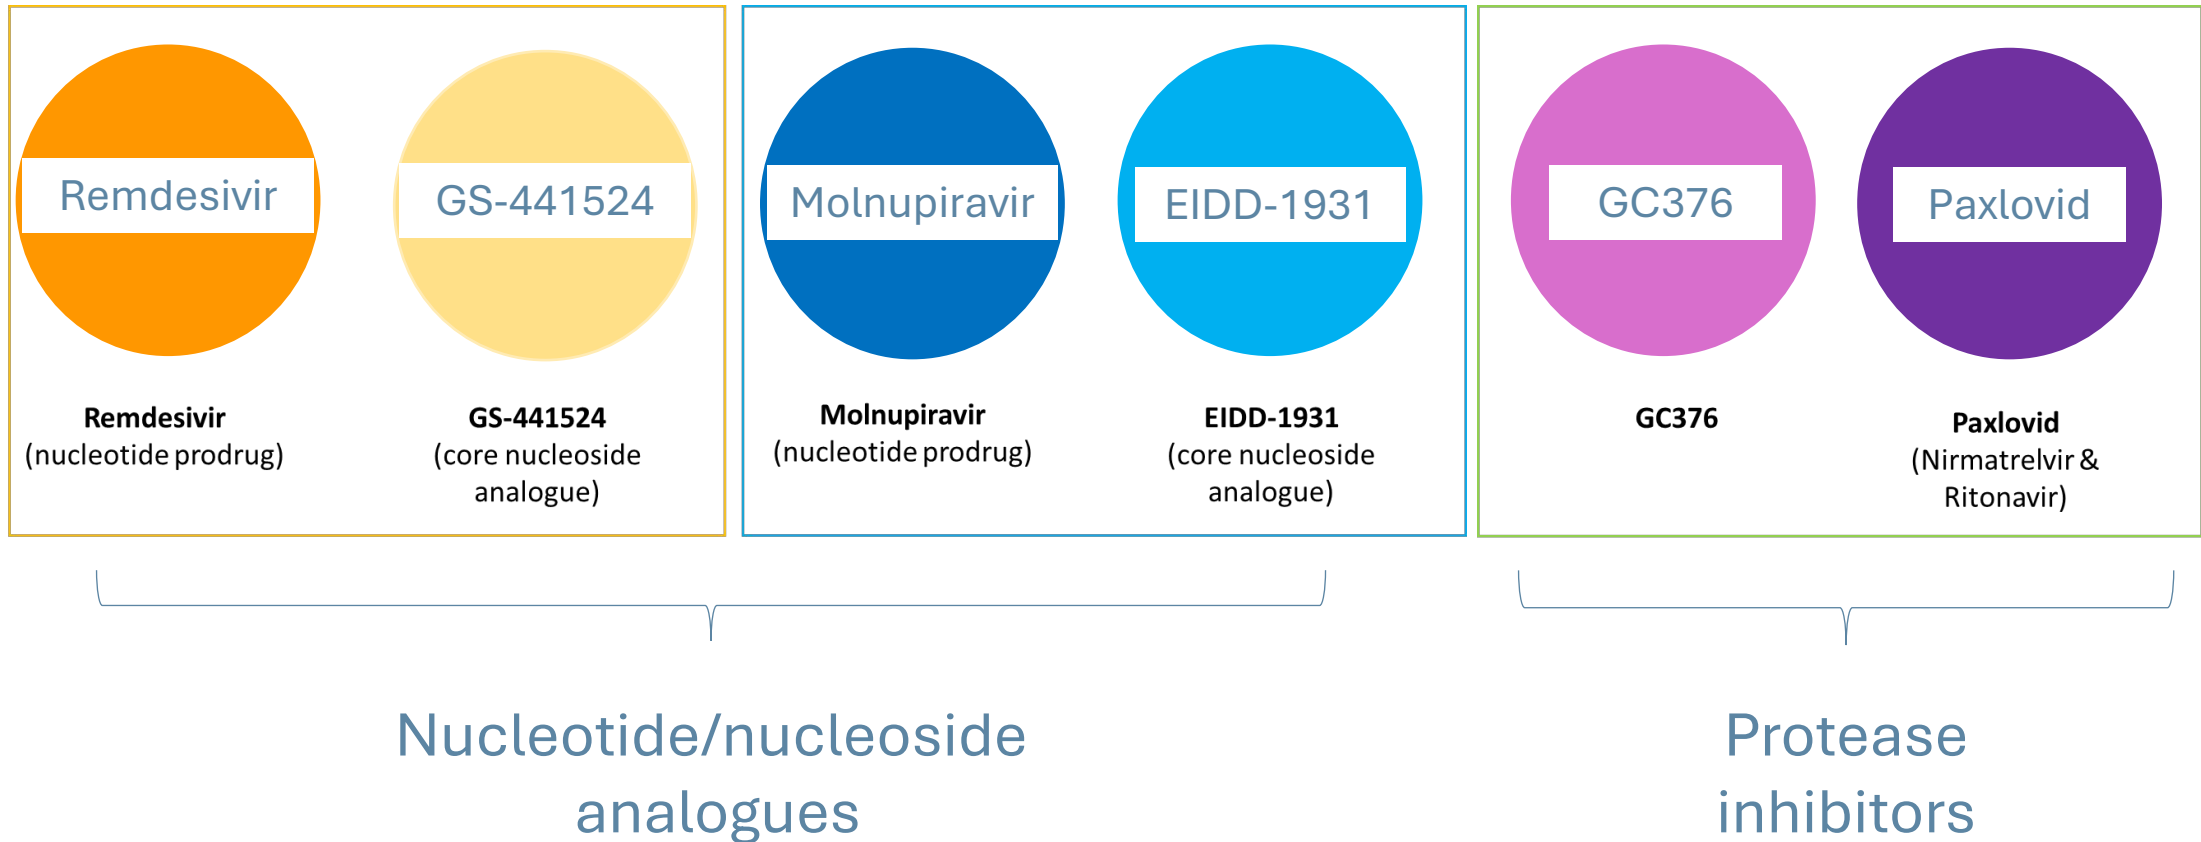 Remdesivir
GS-441524
Molnupiravir
EIDD-1931
GC376
Paxlovid
Remdesivir
(nucleotide prodrug)
GS-441524
(core nucleoside
analogue)
Molnupiravir
(nucleotide prodrug)
EIDD-1931
(core nucleoside
analogue)
GC376
Paxlovid
(Nirmatrelvir &
Ritonavir)
Nucleotide/nucleoside
analogues
Protease
inhibitors